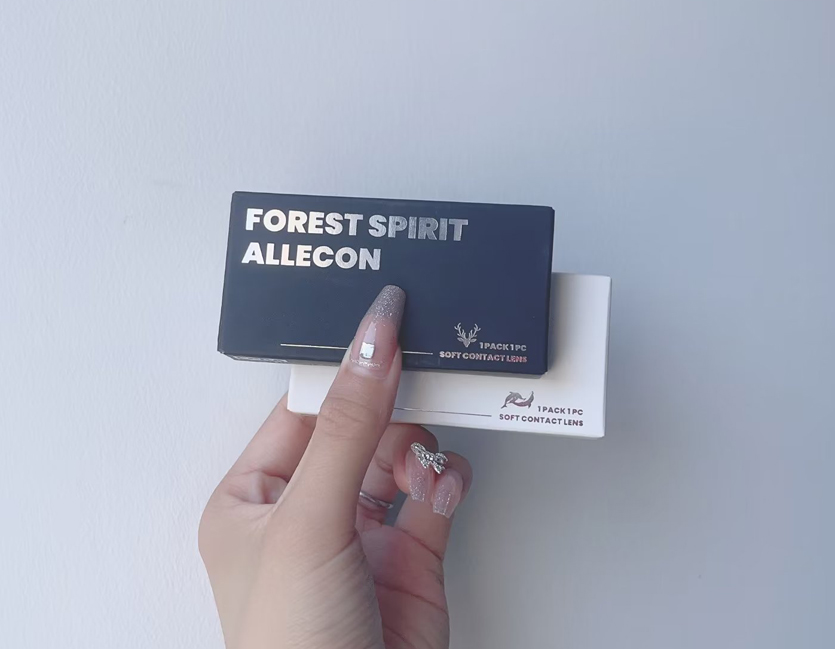 FOREST SPIRIT
ALLECON
1 PACK 1 PC
SOFT CONTACT LENS
1 PACK 1 PC
SOFT CONTACT LENS